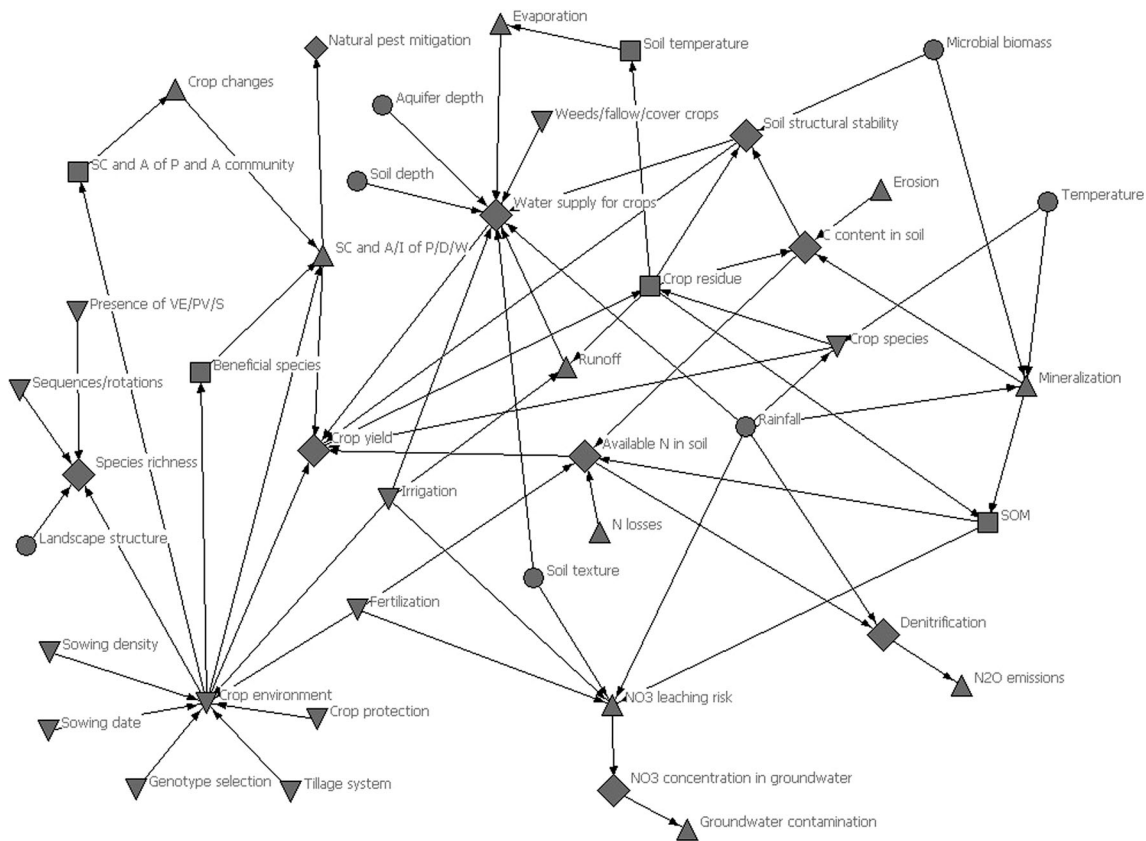 Evaporation
Natural pest mitigation
Soil temperature
Microbial biomass
Crop changes
Aquifer depth
Weeds/fallow/cover crops
Soil structural stability
SC and A of P and A community
Soil depth
Erosion
Temperature
Water supply for crops
C content in soil
SC and A/I of P/D/W
Crop residue
Presence of VE/PV/S
Crop species
Beneficial species
Runoff
Sequences/rotations
Mineralization
Rainfall
Crop yield
Available N in soil
Species richness
Irrigation
SOM
N losses
Landscape structure
Soil texture
Fertilization
Denitrification
Sowing density
N2O emissions
Crop environment
Crop protection
NO3 leaching risk
Sowing date
Genotype selection
Tillage system
NO3 concentration in groundwater
Groundwater contamination